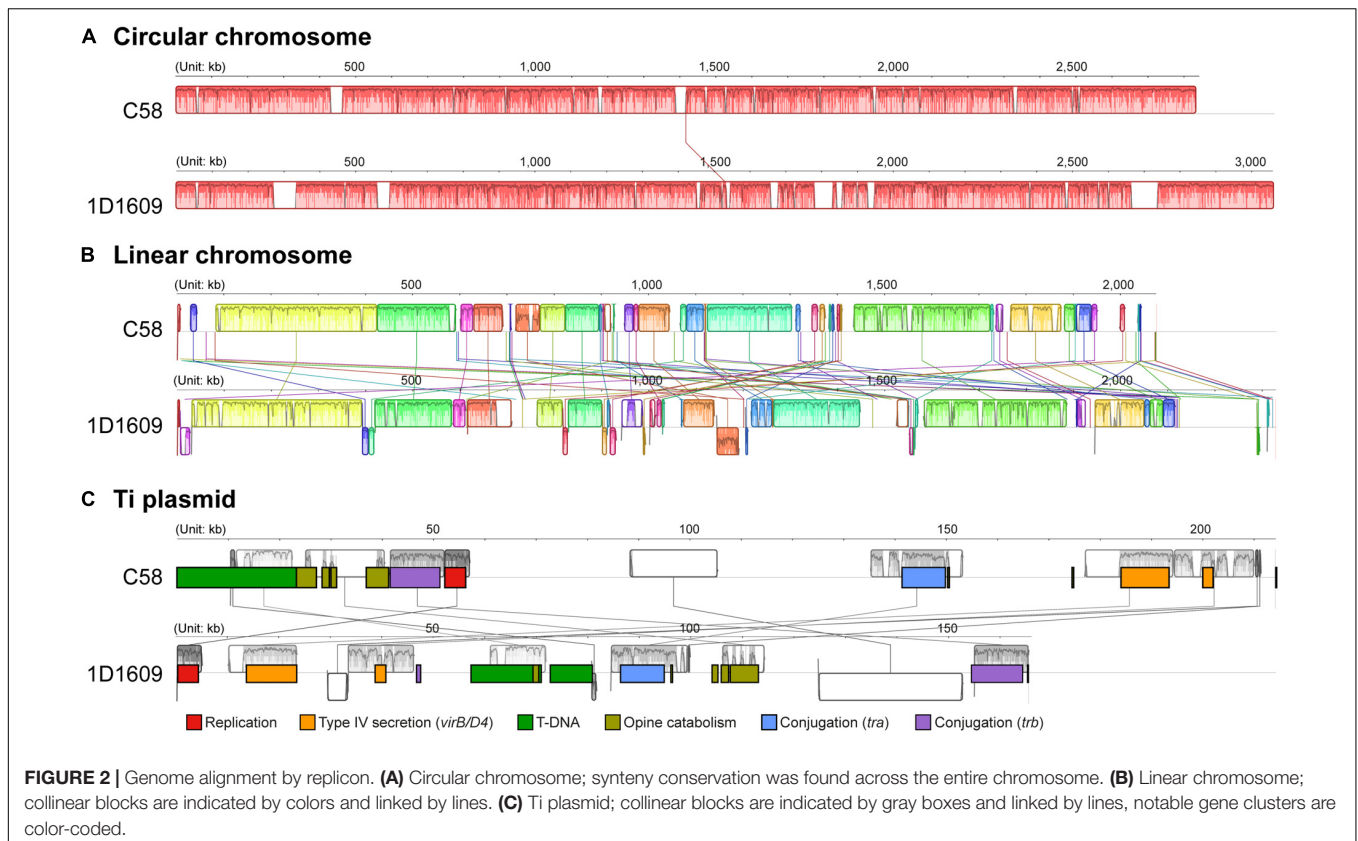 A Circular chromosome
(Unit: kb) 500 1,000 1,500 2,000 2,500
C58
(Unit: kb) 500 1,000 1,500 2,000 2,500 3,000
1D1609
B Linear chromosome
(Unit: kb) 500 1,000 1,500 2,000
C58
(Unit: kb) 500 1,000 1,500 2,000
1D1609
C Ti plasmid
(Unit: kb) 50 100 150 200
C58
(Unit: kb) 50 100 150
1D1609
Replication Type IV secretion (virB/D4) T-DNA Opine catabolism Conjugation (tra) Conjugation (trb)
FIGURE 2 | Genome alignment by replicon. (A) Circular chromosome; synteny conservation was found across the entire chromosome. (B) Linear chromosome;
collinear blocks are indicated by colors and linked by lines. (C) Ti plasmid; collinear blocks are indicated by gray boxes and linked by lines, notable gene clusters are
color-coded.